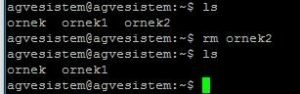 agvesistem@agvesistem:~$ ls
ornek  ornek1  ornek2
agvesistem@agvesistem:~$ rm ornek2
agvesistem@agvesistem:~$ ls
ornek  ornek1
agvesistem@agvesistem:~$